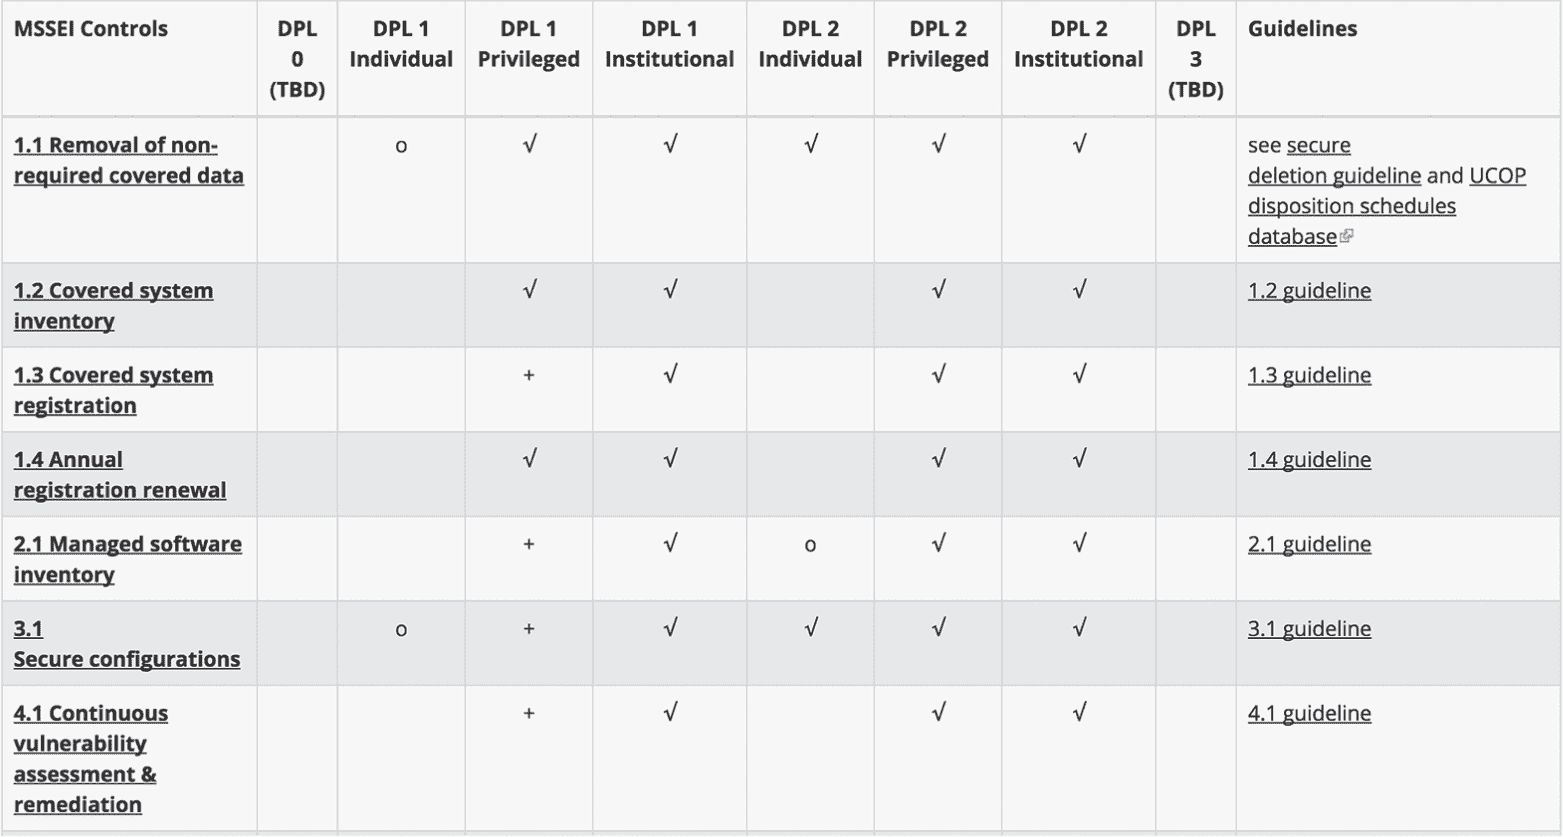 MSSEI Controls DPL 0 (TBD) DPL 1 Individual DPL 1 Privileged DPL 1 Institutional DPL 2 Individual DPL 2 Privileged DPL 2 Institutional DPL 3 (TBD) Guidelines
1.1 Removal of non-
required covered data
o √ √ √ √ √
see secure
deletion guideline and UCOP
disposition schedules
database
1.2 Covered system
inventory
√ √ √ √
1.2 guideline
1.3 Covered system
registration
+ √ √ √
1.3 guideline
1.4 Annual
registration renewal
√ √ √ √
1.4 guideline
2.1 Managed software
inventory
+ √ o √ √
2.1 guideline
3.1
Secure configurations
o + √ √ √ √
3.1 guideline
4.1 Continuous
vulnerability
assessment &
remediation
+ √ √ √
4.1 guideline